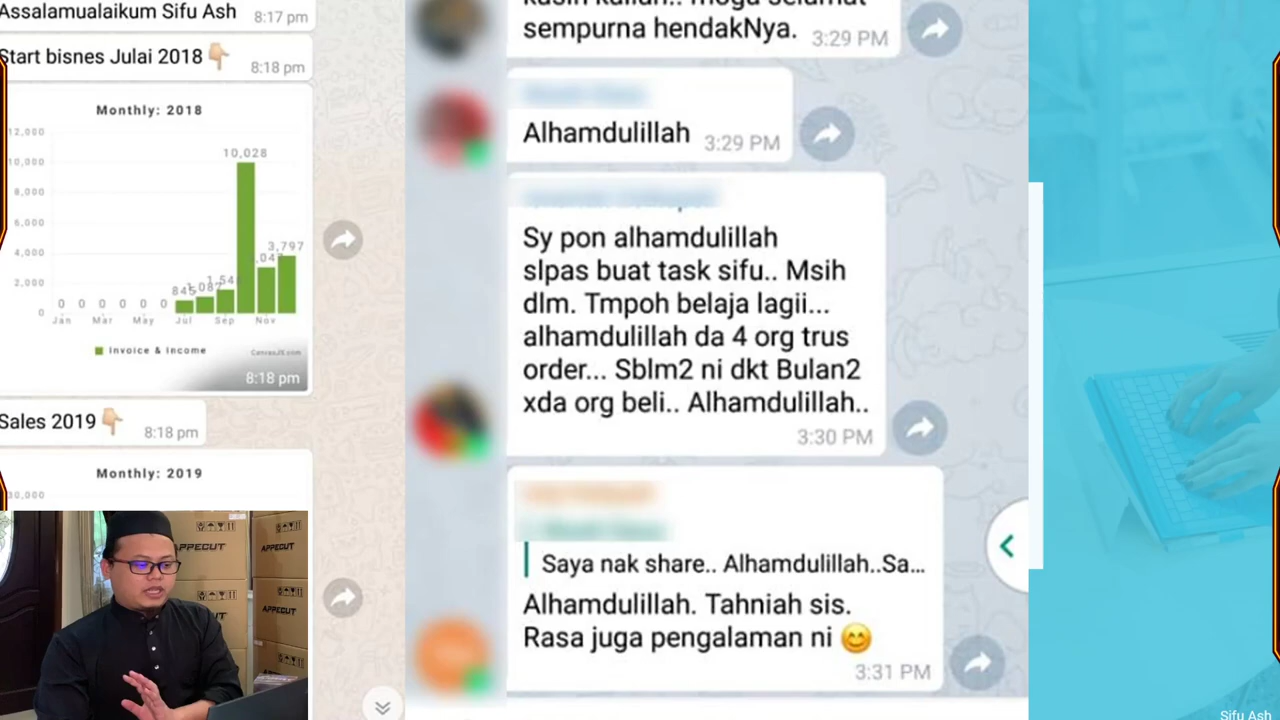 Assalamualaikum Sifu Ash
8:17 pm
Start bisnes Julai 2018👇🏼
8:18 pm
Monthly: 2018
12,000
10,000
8,000
6,000
4,000
2,000
0
10,028
3,797
845
0 0 0 0 0 0
Jan Mar May Jul Sep Nov
Invoice & Income
CanvasJS.com
8:18 pm
Sales 2019👇🏼
8:18 pm
Monthly: 2019
30,000
APPECUT
APPECUT
APPECUT
sempurna hendakNya.
3:29 PM
Alhamdulillah
3:29 PM
Sy pon alhamdulillah
slpas buat task sifu.. Msih
dlm. Tmpoh belaja lagii...
alhamdulillah da 4 org trus
order... Sblm2 ni dkt Bulan2
xda org beli.. Alhamdulillah..
3:30 PM
Saya nak share.. Alhamdulillah..Sa...
Alhamdulillah. Tahniah sis.
Rasa juga pengalaman ni 😊
3:31 PM
Sifu Ash